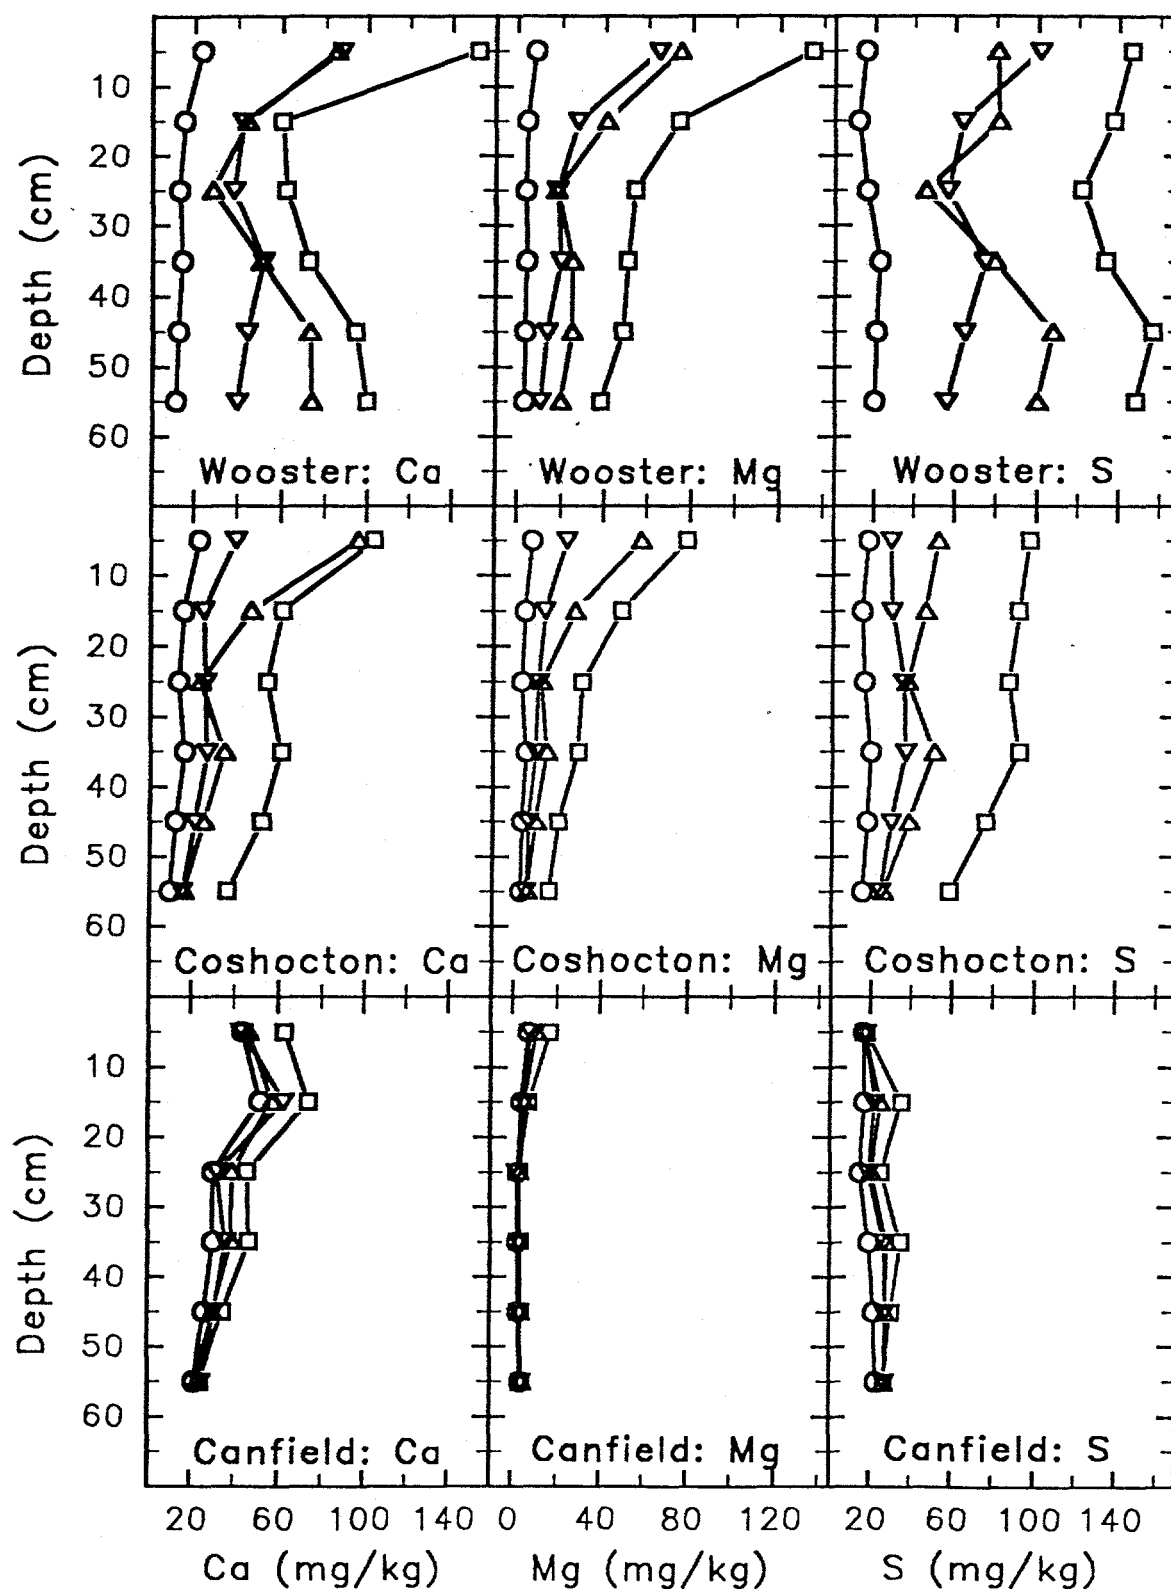 Depth (cm)
10
20
30
40
50
60
Wooster: Ca
Wooster: Mg
Wooster: S
Depth (cm)
10
20
30
40
50
60
Coshocton: Ca
Coshocton: Mg
Coshocton: S
Depth (cm)
10
20
30
40
50
60
Canfield: Ca
Canfield: Mg
Canfield: S
20 60 100 140 0 40 80 120 20 60 100 140
Ca (mg/kg) Mg (mg/kg) S (mg/kg)